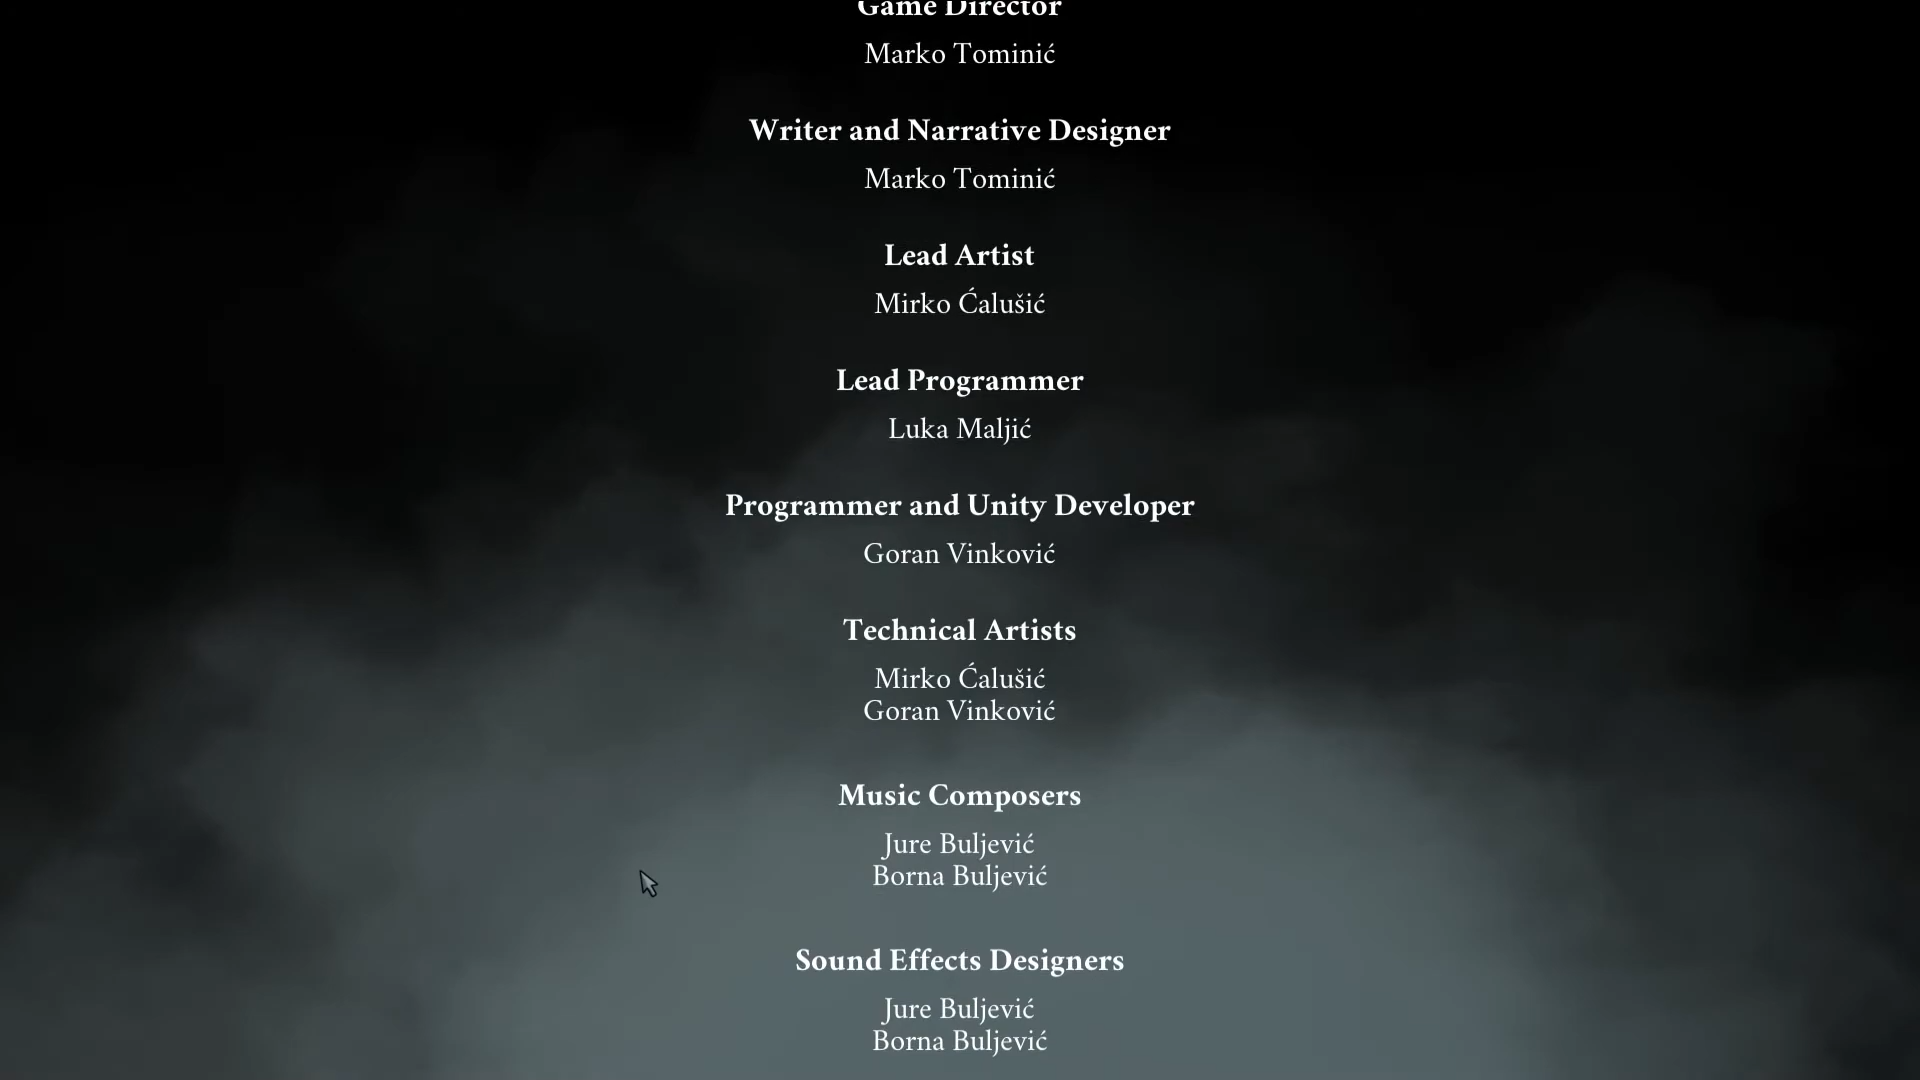 Game Director
Marko Tominić
Writer and Narrative Designer
Marko Tominić
Lead Artist
Mirko Ćalušić
Lead Programmer
Luka Maljić
Programmer and Unity Developer
Goran Vinković
Technical Artists
Mirko Ćalušić
Goran Vinković
Music Composers
Jure Buljević
Borna Buljević
Sound Effects Designers
Jure Buljević
Borna Buljević